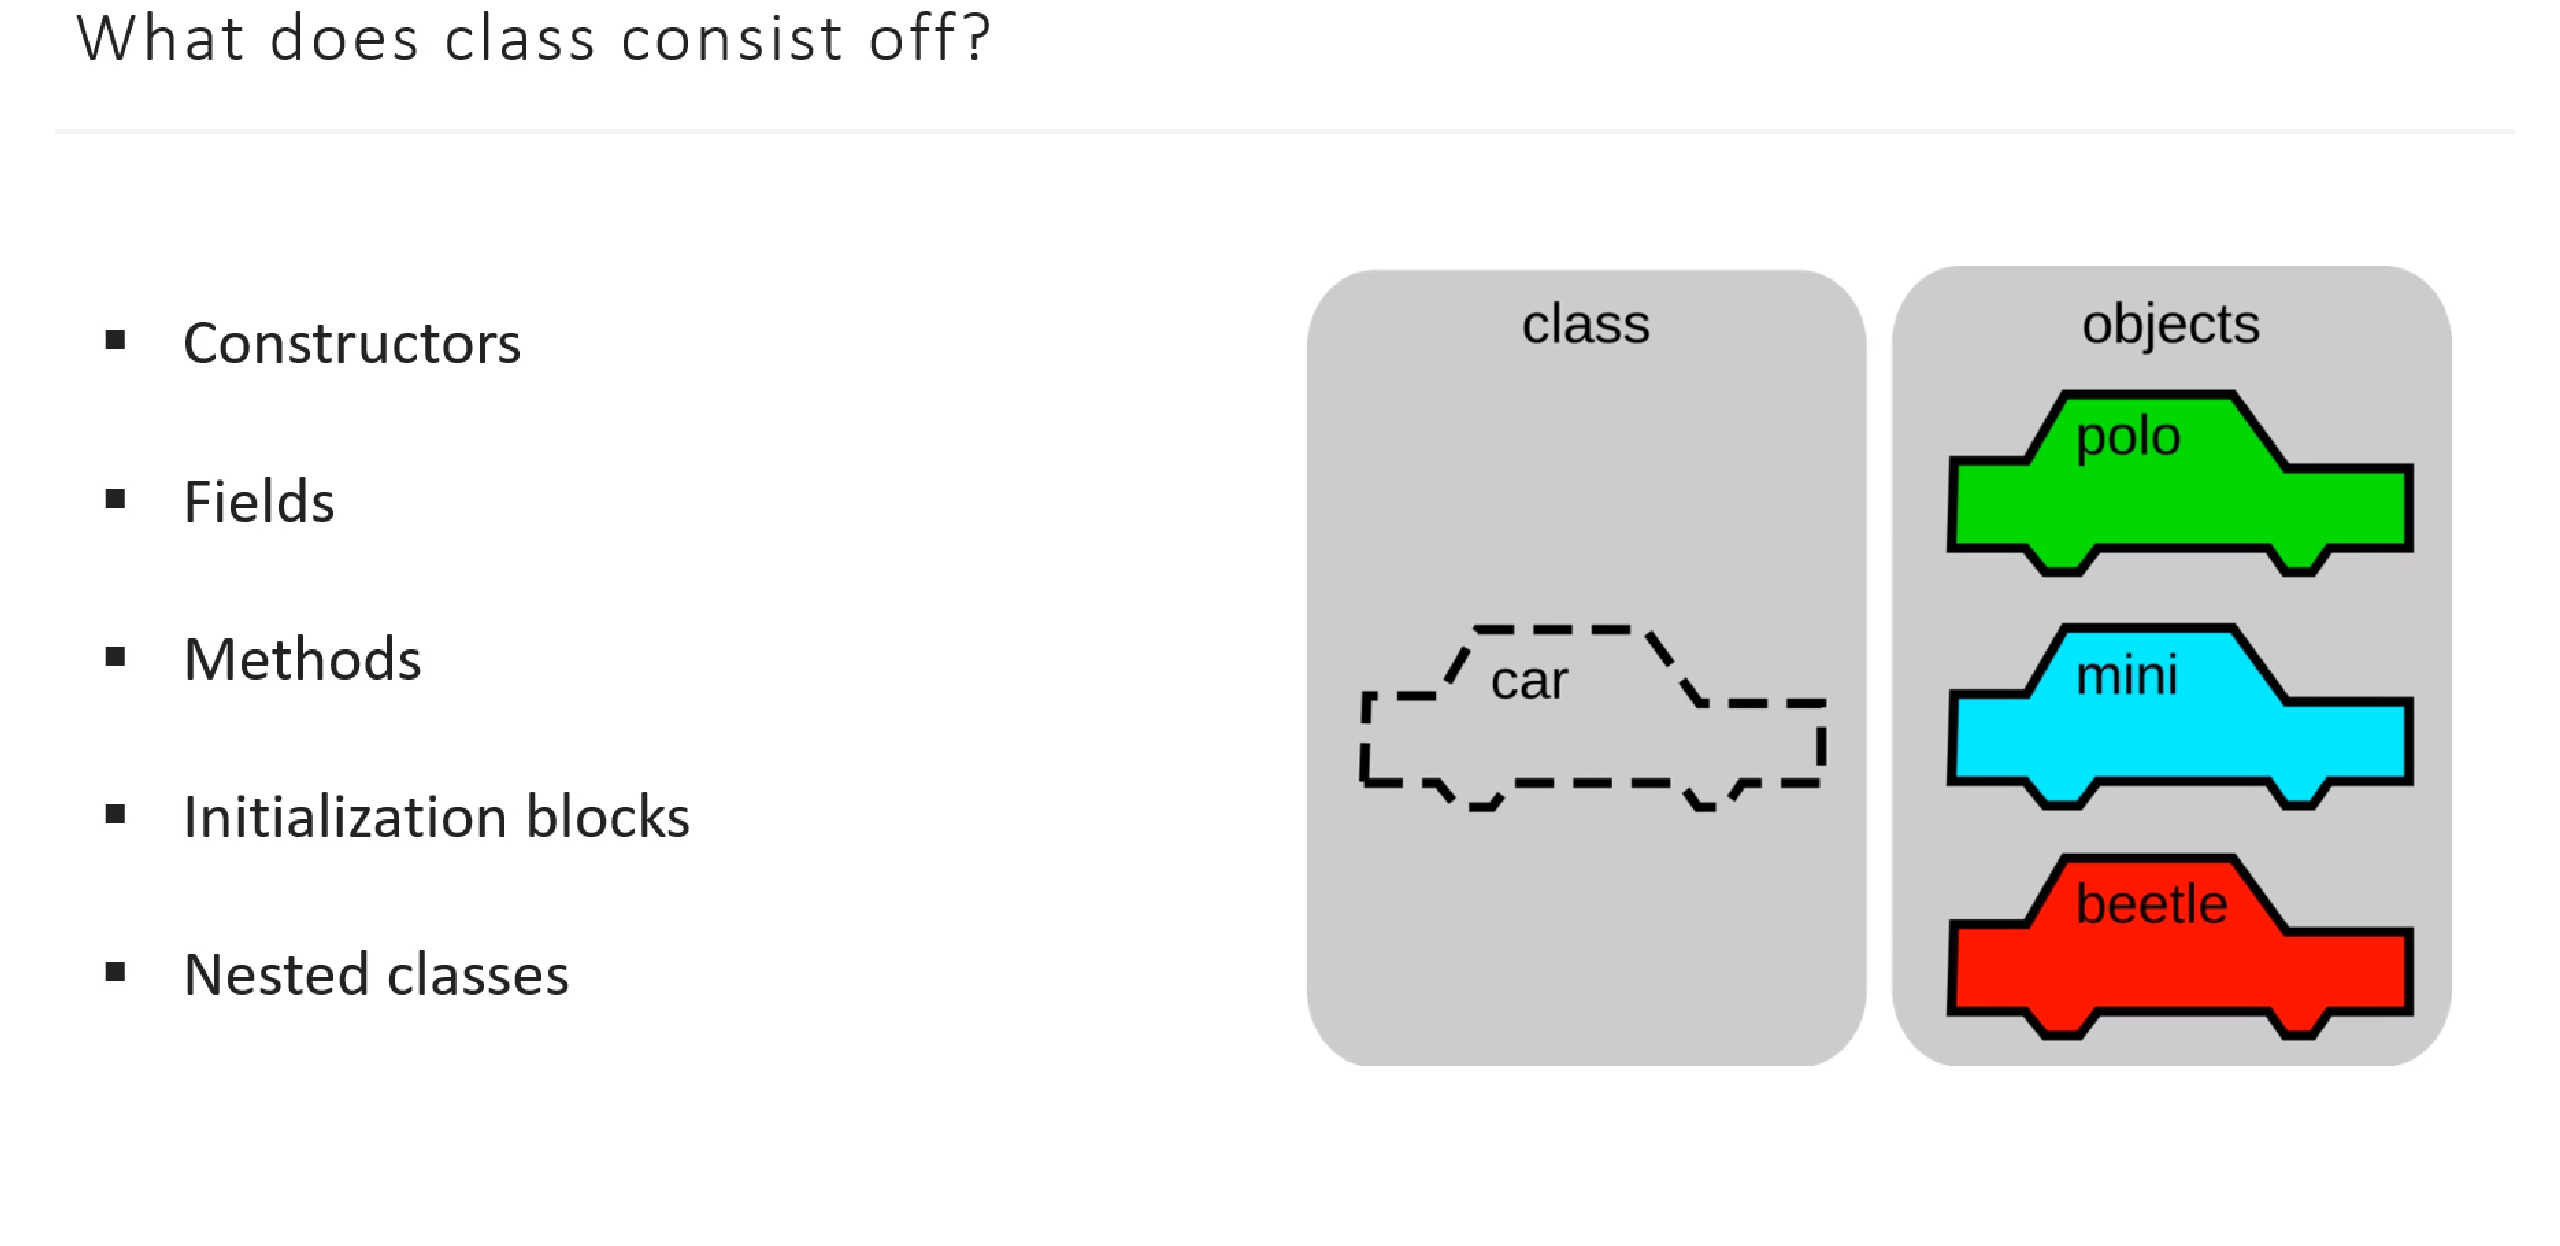 What does class consist off?
Constructors
Fields
Methods
Initialization blocks
Nested classes
class
car
objects
polo
mini
beetle